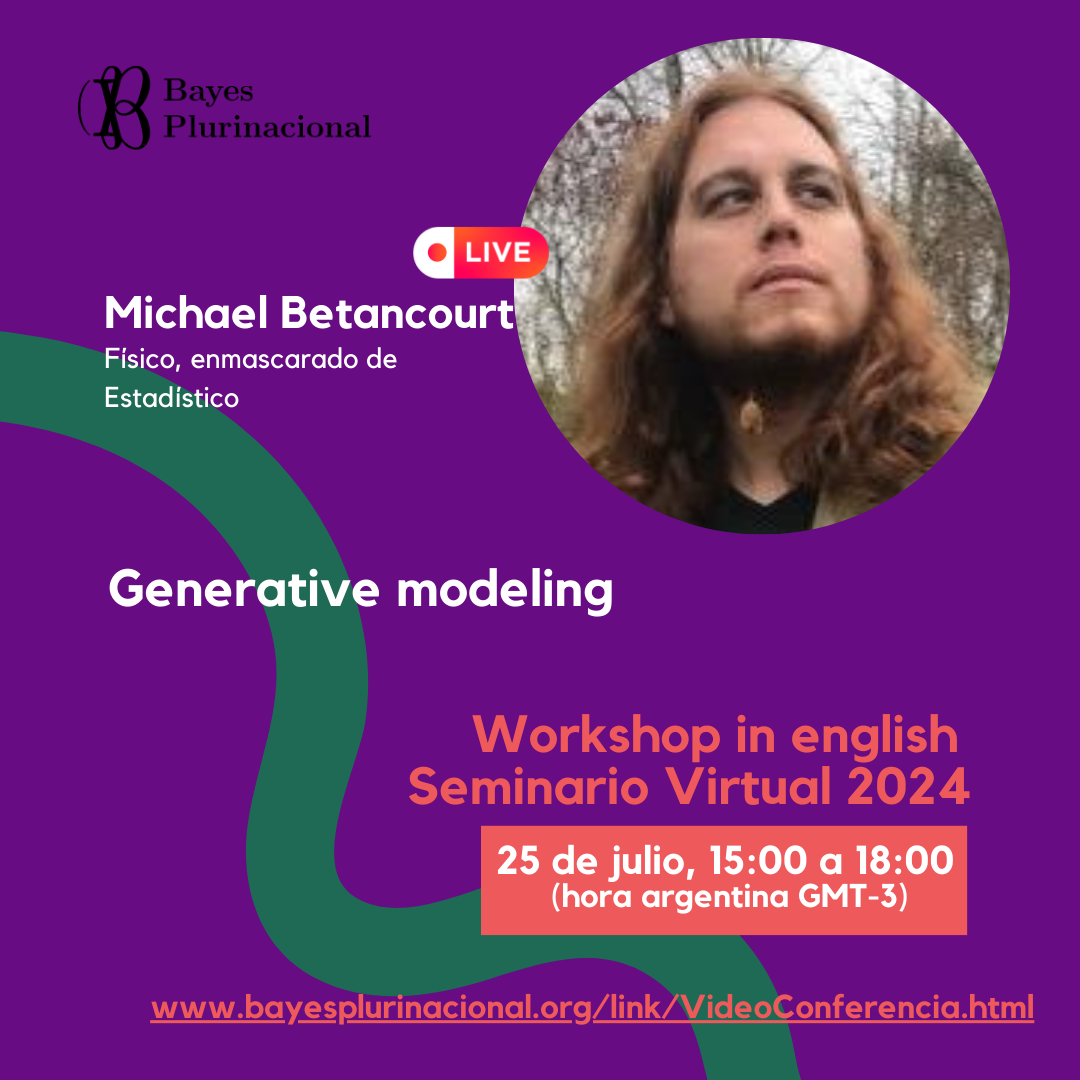 Bayes
Plurinacional
LIVE
Michael Betancourt
Físico, enmascarado de
Estadístico
Generative modeling
Workshop in english
Seminario Virtual 2024
25 de julio, 15:00 a 18:00
(hora argentina GMT-3)
www.bayesplurinacional.org/link/VideoConferencia.html